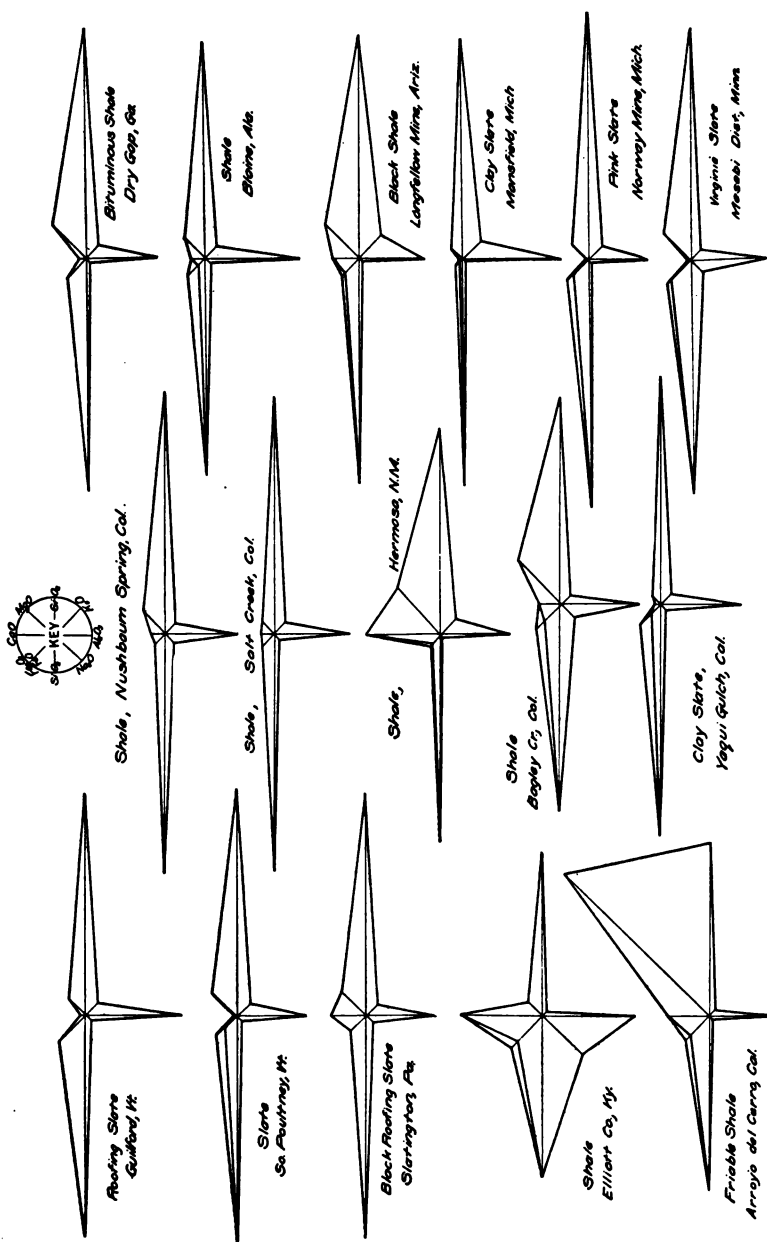 KEY
CaO
MgO
SiO₂
K₂O
Al₂O₃
Na₂O
SiO₂
Roofing Slate
Guilford, Vt.
Slate
So. Poultney, Vt.
Black Roofing Slate
Slatington, Pa.
Shale
Elliott Co., Ky.
Friable Shale
Arroyo del Cerro, Cal.
Shale, Nushbaum Spring, Col.
Shale, Salt Creek, Col.
Shale, Hermosa, N.M.
Shale
Bagley Cr., Cal.
Clay Slate,
Yaqui Gulch, Cal.
Bituminous Shale
Dry Gap, Ga
Shale
Blaine, Ala.
Black Shale
Longfellow Mine, Ariz.
Clay Slate
Mansfield, Mich
Pink Slate
Norway Mine, Mich.
Virginia Slate
Mesabi Dist, Minn.